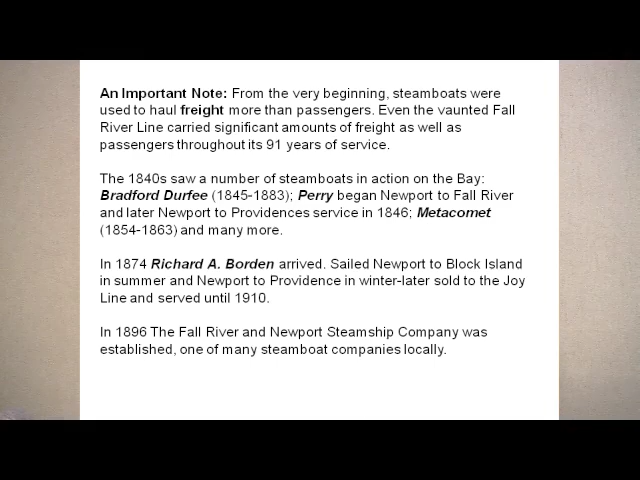 An Important Note: From the very beginning, steamboats were
used to haul freight more than passengers. Even the vaunted Fall
River Line carried significant amounts of freight as well as
passengers throughout its 91 years of service.
The 1840s saw a number of steamboats in action on the Bay:
Bradford Durfee (1845-1883); Perry began Newport to Fall River
and later Newport to Providences service in 1846; Metacomet
(1854-1863) and many more.
In 1874 Richard A. Borden arrived. Sailed Newport to Block Island
in summer and Newport to Providence in winter-later sold to the Joy
Line and served until 1910.
In 1896 The Fall River and Newport Steamship Company was
established, one of many steamboat companies locally.